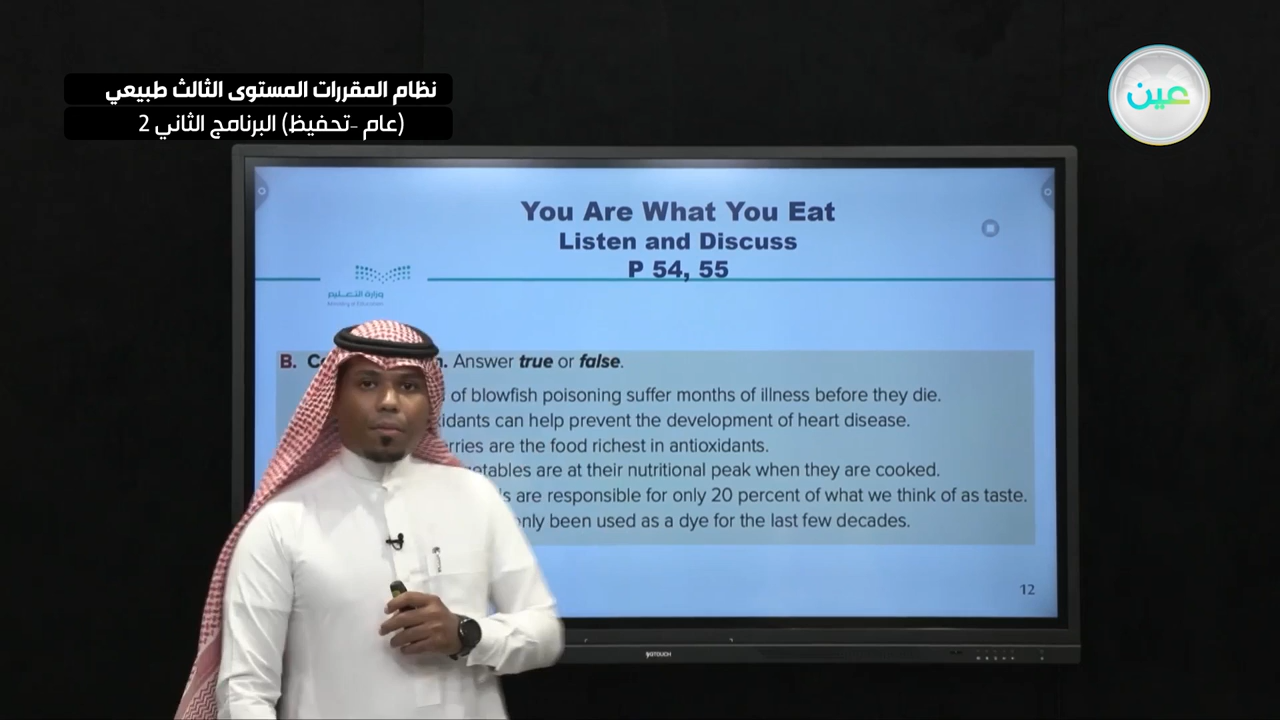 نظام المقررات المستوى الثالث طبيعي
(عام -تحفيظ) البرنامج الثاني 2
عين
You Are What You Eat
Listen and Discuss
P 54, 55
وزارة التعليم
Ministry of Education
B. Answer true or false.
of blowfish poisoning suffer months of illness before they die.
can help prevent the development of heart disease.
are the food richest in antioxidants.
are at their nutritional peak when they are cooked.
are responsible for only 20 percent of what we think of as taste.
only been used as a dye for the last few decades.
12